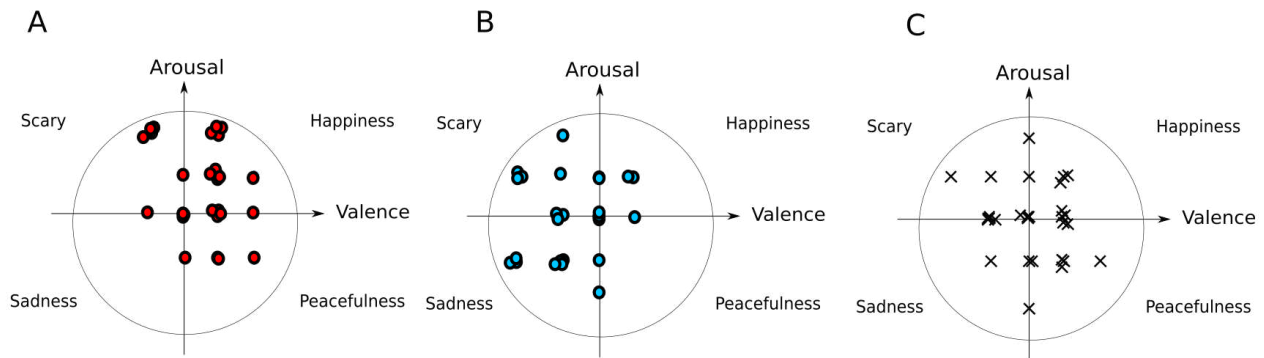 A
Arousal
Scary
Happiness
Valence
Sadness
Peacefulness
B
Arousal
Scary
Happiness
Valence
Sadness
Peacefulness
C
Arousal
Scary
Happiness
Valence
Sadness
Peacefulness